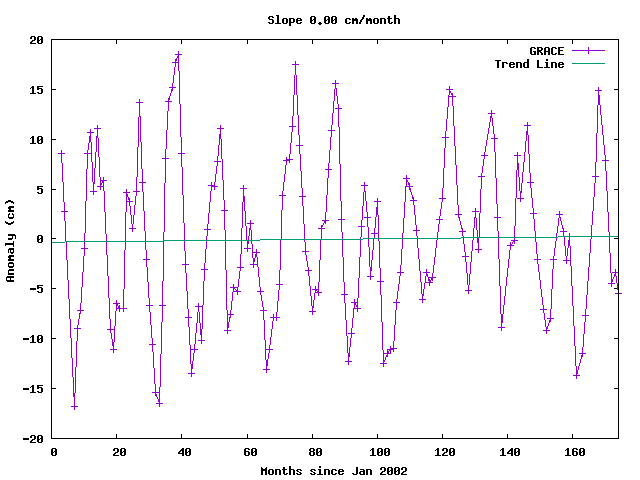 Slope 0.00 cm/month
GRACE
Trend Line
Anomaly (cm)
20
15
10
5
0
-5
-10
-15
-20
0 20 40 60 80 100 120 140 160
Months since Jan 2002